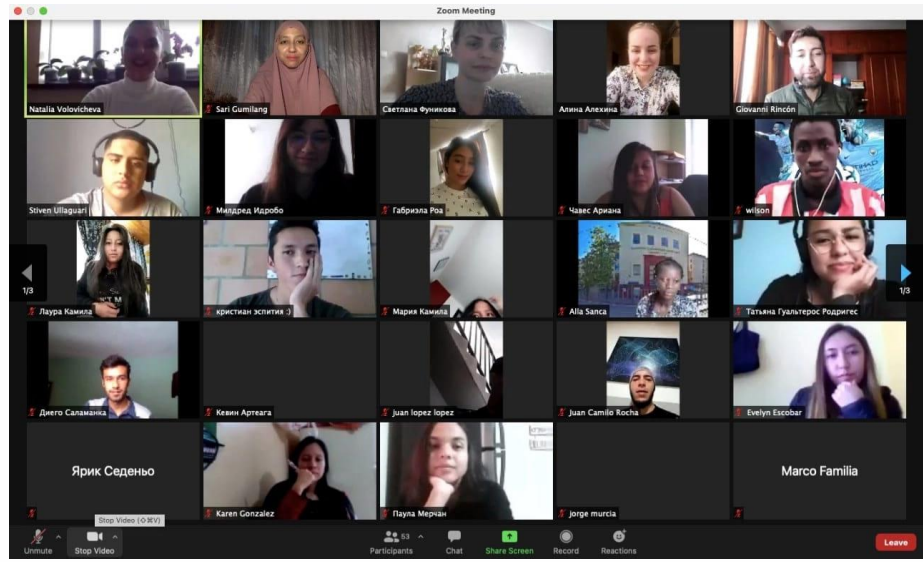 Zoom Meeting
Natalia Volovicheva
Sari Gumilang
Светлана Фуникова
Алина Алехина
Giovanni Rincón
Stiven Ullaguari
Милдред Идробо
Габриэла Роа
Чавес Ариана
wilson
1/3
Лаура Камила
кристиан эспития :)
Мария Камила
Alla Sanca
Татьяна Гуальтерос Родригес
1/3
Диего Саламанка
Кевин Артеага
juan lopez lopez
Juan Camilo Rocha
Evelyn Escobar
Ярик Седеньо
Karen Gonzalez
Паула Мерчан
jorge murcia
Marco Familia
Stop Video (⇧⌘V)
Unmute
Stop Video
Participants
53
Chat
Share Screen
Record
Reactions
Leave